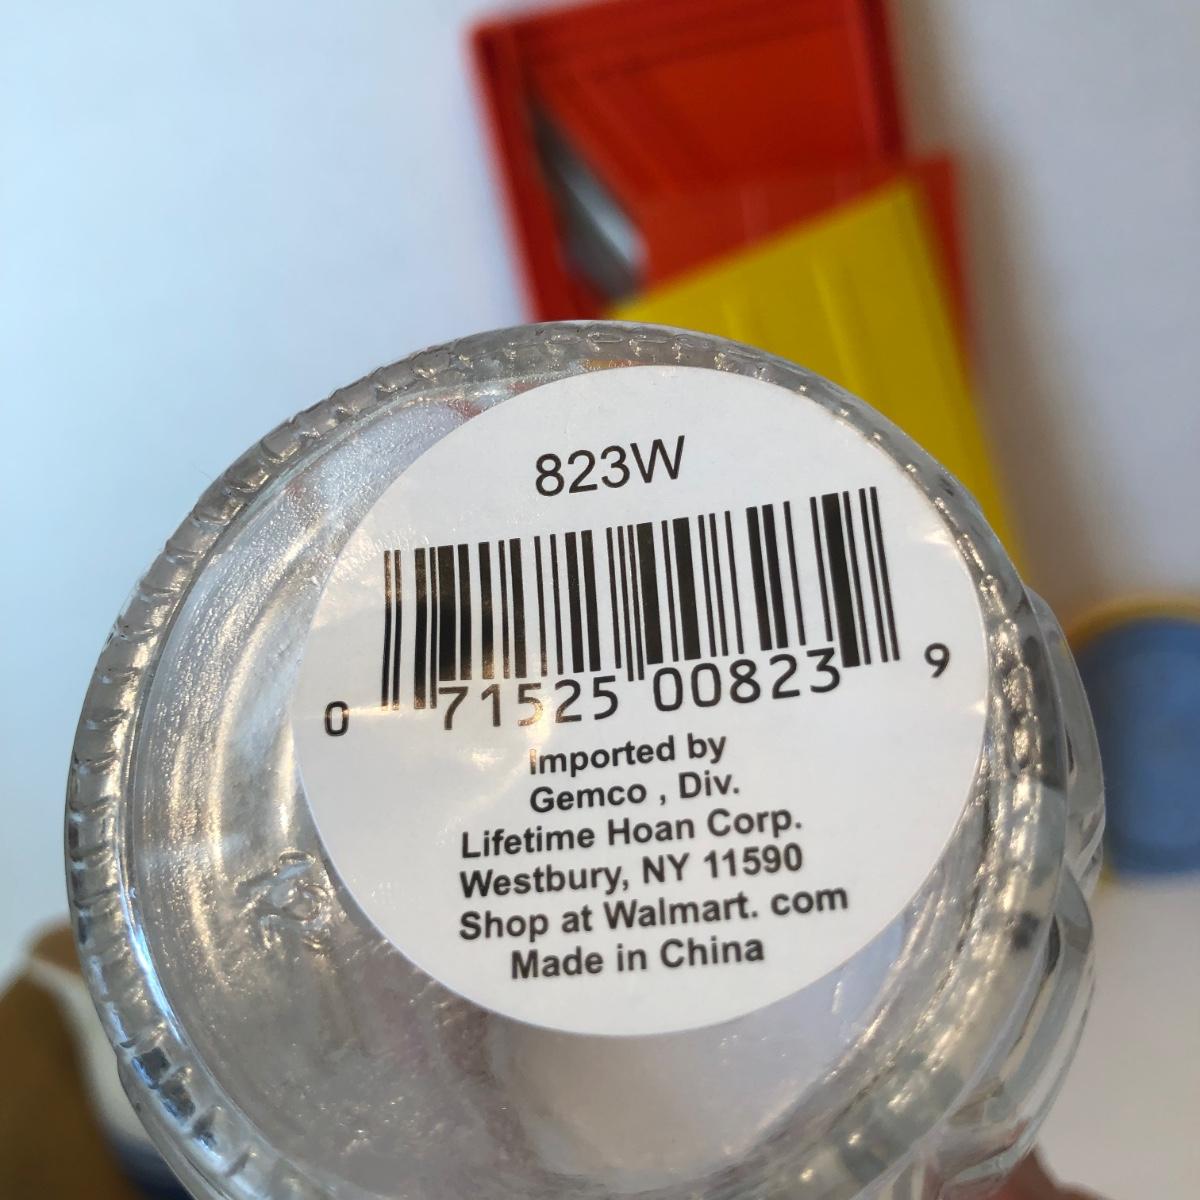 823W
0 71525 00823 9
Imported by
Gemco , Div.
Lifetime Hoan Corp.
Westbury, NY 11590
Shop at Walmart. com
Made in China